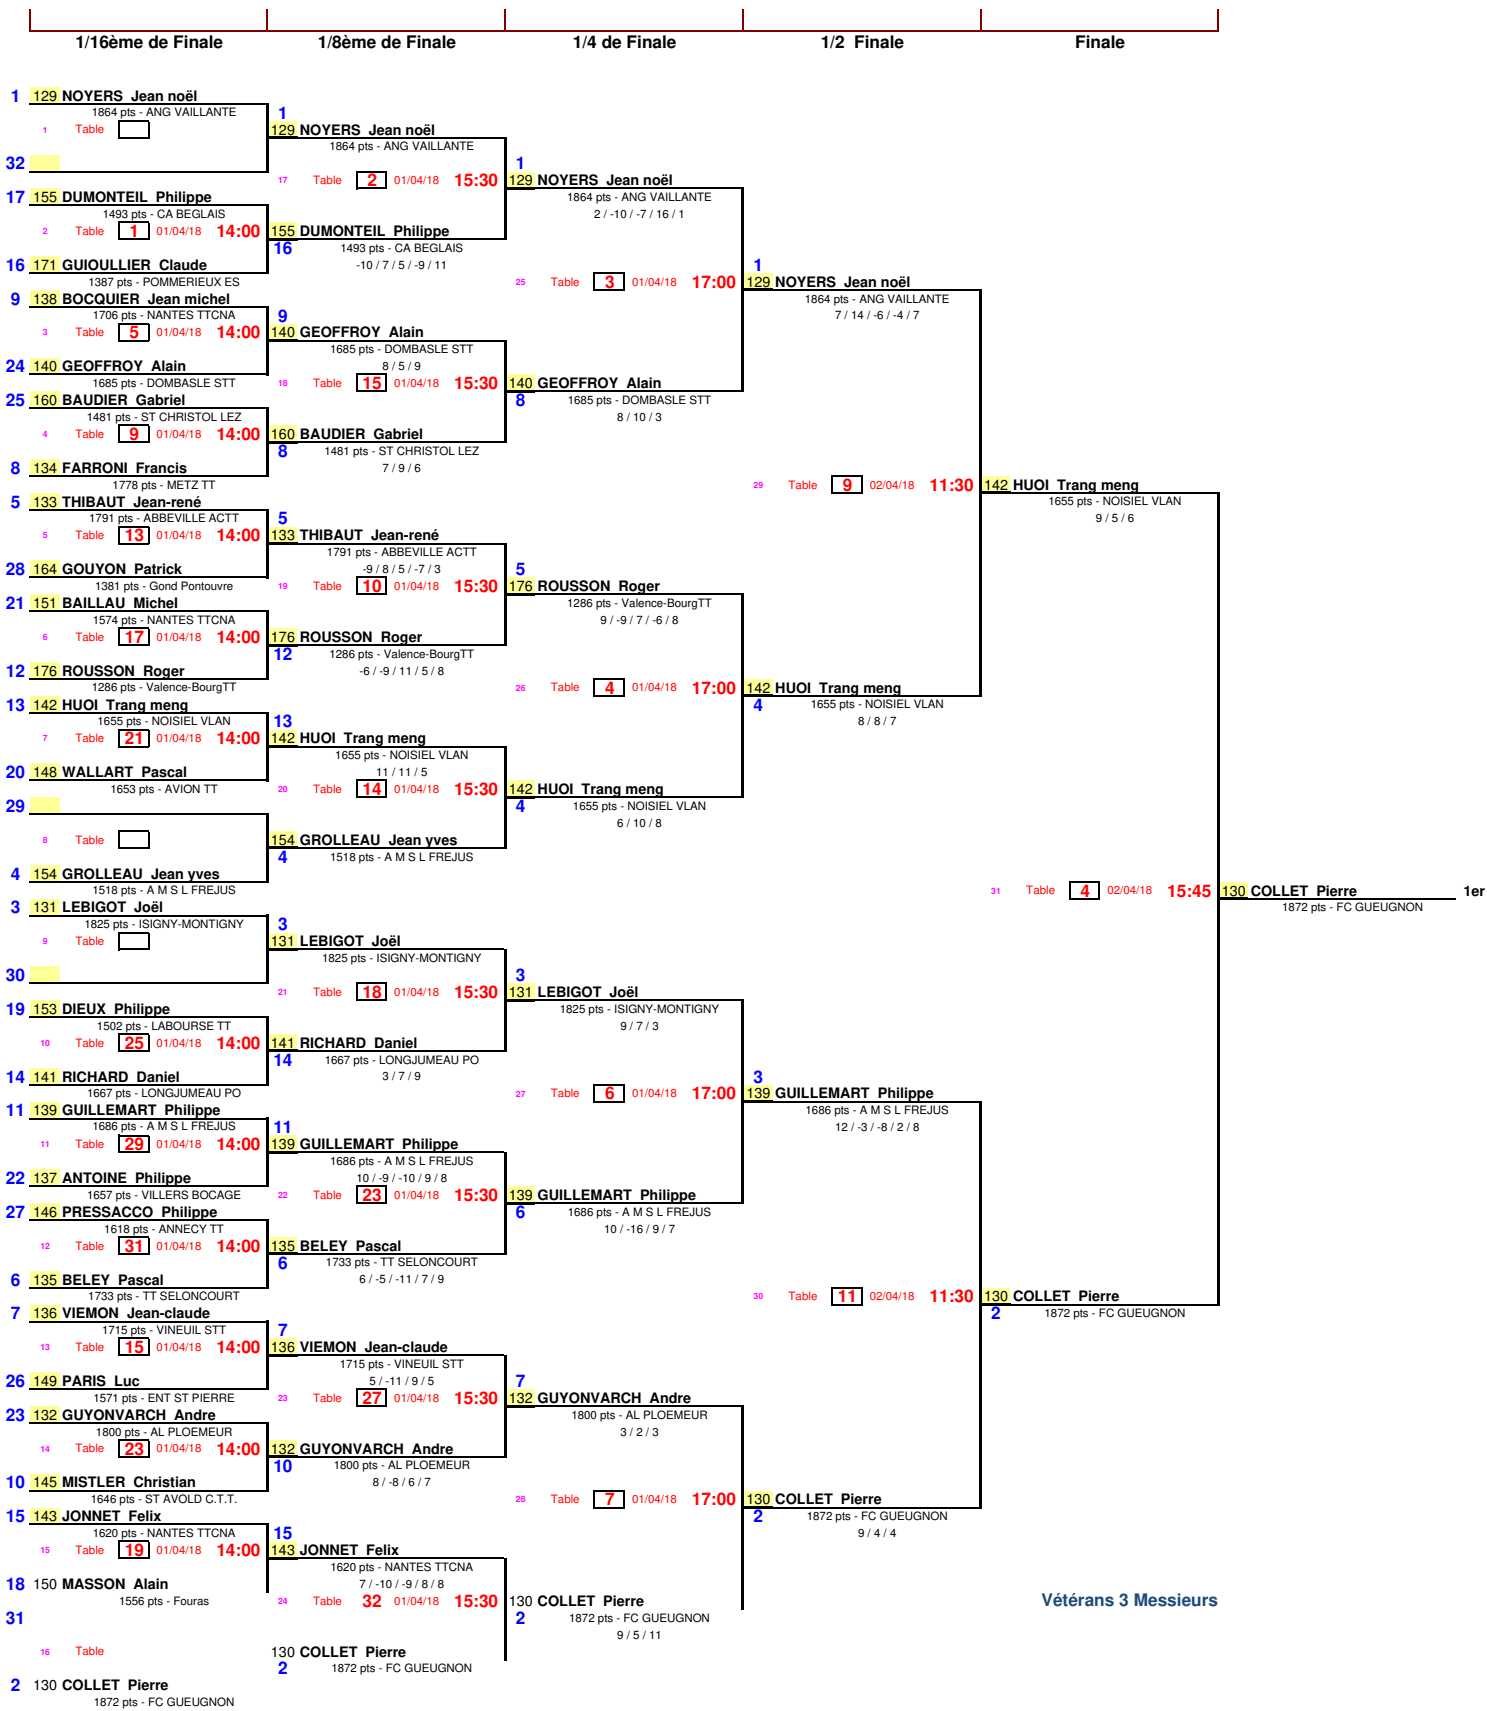 1/16ème de Finale
1/8ème de Finale
1/4 de Finale
1/2 Finale
Finale
1 129 NOYERS Jean noël
1864 pts - ANG VAILLANTE
1 Table
32
17 155 DUMONTEIL Philippe
1493 pts - CA BEGLAIS
2 Table 1 01/04/18 14:00
16 171 GUIOULLIER Claude
1387 pts - POMMERIEUX ES
9 138 BOCQUIER Jean michel
1706 pts - NANTES TTCNA
3 Table 5 01/04/18 14:00
24 140 GEOFFROY Alain
1685 pts - DOMBASLE STT
25 160 BAUDIER Gabriel
1481 pts - ST CHRISTOL LEZ
4 Table 9 01/04/18 14:00
8 134 FARRONI Francis
1778 pts - METZ TT
5 133 THIBAUT Jean-rené
1791 pts - ABBEVILLE ACTT
5 Table 13 01/04/18 14:00
28 164 GOUYON Patrick
1381 pts - Gond Pontouvre
21 151 BAILLAU Michel
1574 pts - NANTES TTCNA
6 Table 17 01/04/18 14:00
12 176 ROUSSON Roger
1286 pts - Valence-BourgTT
13 142 HUOI Trang meng
1655 pts - NOISIEL VLAN
7 Table 21 01/04/18 14:00
20 148 WALLART Pascal
1653 pts - AVION TT
29
8 Table
4 154 GROLLEAU Jean yves
1518 pts - A M S L FREJUS
3 131 LEBIGOT Joël
1825 pts - ISIGNY-MONTIGNY
9 Table
30
19 153 DIEUX Philippe
1502 pts - LABOURSE TT
10 Table 25 01/04/18 14:00
14 141 RICHARD Daniel
1667 pts - LONGJUMEAU PO
11 139 GUILLEMART Philippe
1686 pts - A M S L FREJUS
11 Table 29 01/04/18 14:00
22 137 ANTOINE Philippe
1657 pts - VILLERS BOCAGE
27 146 PRESSACCO Philippe
1618 pts - ANNECY TT
12 Table 31 01/04/18 14:00
6 135 BELEY Pascal
1733 pts - TT SELONCOURT
7 136 VIEMON Jean-claude
1715 pts - VINEUIL STT
13 Table 15 01/04/18 14:00
26 149 PARIS Luc
1571 pts - ENT ST PIERRE
23 132 GUYONVARCH Andre
1800 pts - AL PLOEMEUR
14 Table 23 01/04/18 14:00
10 145 MISTLER Christian
1646 pts - ST AVOLD C.T.T.
15 143 JONNET Felix
1620 pts - NANTES TTCNA
15 Table 19 01/04/18 14:00
18 150 MASSON Alain
1556 pts - Fouras
31
16 Table
2 130 COLLET Pierre
1872 pts - FC GUEUGNON
1
129 NOYERS Jean noël
1864 pts - ANG VAILLANTE
17 Table 2 01/04/18 15:30
155 DUMONTEIL Philippe
16 1493 pts - CA BEGLAIS
-10 / 7 / 5 / -9 / 11
9
140 GEOFFROY Alain
1685 pts - DOMBASLE STT
8 / 5 / 9
18 Table 15 01/04/18 15:30
160 BAUDIER Gabriel
8 1481 pts - ST CHRISTOL LEZ
7 / 9 / 6
5
133 THIBAUT Jean-rené
1791 pts - ABBEVILLE ACTT
-9 / 8 / 5 / -7 / 3
19 Table 10 01/04/18 15:30
176 ROUSSON Roger
12 1286 pts - Valence-BourgTT
-6 / -9 / 11 / 5 / 8
13
142 HUOI Trang meng
1655 pts - NOISIEL VLAN
11 / 11 / 5
20 Table 14 01/04/18 15:30
154 GROLLEAU Jean yves
4 1518 pts - A M S L FREJUS
3
131 LEBIGOT Joël
1825 pts - ISIGNY-MONTIGNY
21 Table 18 01/04/18 15:30
141 RICHARD Daniel
14 1667 pts - LONGJUMEAU PO
3 / 7 / 9
11
139 GUILLEMART Philippe
1686 pts - A M S L FREJUS
10 / -9 / -10 / 9 / 8
22 Table 23 01/04/18 15:30
135 BELEY Pascal
6 1733 pts - TT SELONCOURT
6 / -5 / -11 / 7 / 9
7
136 VIEMON Jean-claude
1715 pts - VINEUIL STT
5 / -11 / 9 / 5
23 Table 27 01/04/18 15:30
132 GUYONVARCH Andre
10 1800 pts - AL PLOEMEUR
8 / -8 / 6 / 7
15
143 JONNET Felix
1620 pts - NANTES TTCNA
7 / -10 / -9 / 8 / 8
24 Table 32 01/04/18 15:30
130 COLLET Pierre
2 1872 pts - FC GUEUGNON
1
129 NOYERS Jean noël
1864 pts - ANG VAILLANTE
2 / -10 / -7 / 16 / 1
25 Table 3 01/04/18 17:00
140 GEOFFROY Alain
8 1685 pts - DOMBASLE STT
8 / 10 / 3
5
176 ROUSSON Roger
1286 pts - Valence-BourgTT
9 / -9 / 7 / -6 / 8
26 Table 4 01/04/18 17:00
142 HUOI Trang meng
4 1655 pts - NOISIEL VLAN
6 / 10 / 8
3
131 LEBIGOT Joël
1825 pts - ISIGNY-MONTIGNY
9 / 7 / 3
27 Table 6 01/04/18 17:00
139 GUILLEMART Philippe
6 1686 pts - A M S L FREJUS
10 / -16 / 9 / 7
7
132 GUYONVARCH Andre
1800 pts - AL PLOEMEUR
3 / 2 / 3
28 Table 7 01/04/18 17:00
130 COLLET Pierre
2 1872 pts - FC GUEUGNON
9 / 5 / 11
1
129 NOYERS Jean noël
1864 pts - ANG VAILLANTE
7 / 14 / -6 / -4 / 7
29 Table 9 02/04/18 11:30
142 HUOI Trang meng
4 1655 pts - NOISIEL VLAN
8 / 8 / 7
3
139 GUILLEMART Philippe
1686 pts - A M S L FREJUS
12 / -3 / -8 / 2 / 8
30 Table 11 02/04/18 11:30
130 COLLET Pierre
2 1872 pts - FC GUEUGNON
9 / 4 / 4
142 HUOI Trang meng
1655 pts - NOISIEL VLAN
9 / 5 / 6
31 Table 4 02/04/18 15:45
130 COLLET Pierre
2 1872 pts - FC GUEUGNON
130 COLLET Pierre 1er
1872 pts - FC GUEUGNON
Vétérans 3 Messieurs